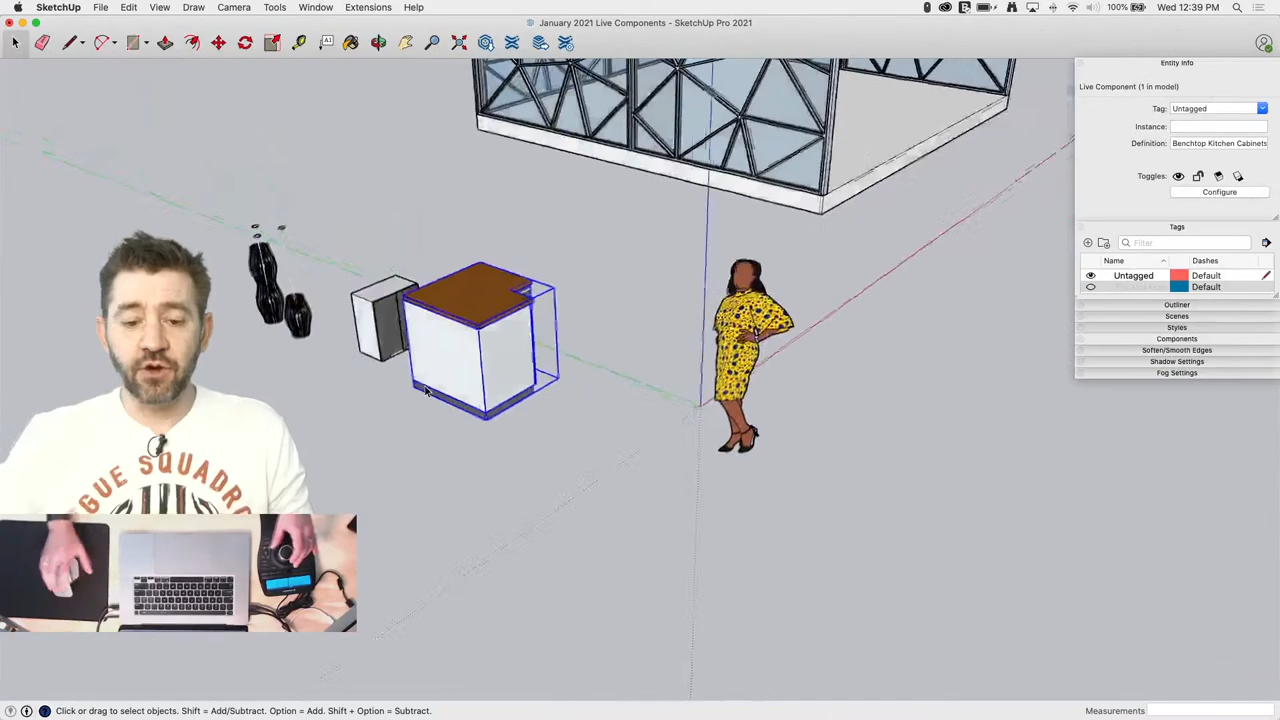 SketchUp File Edit View Draw Camera Tools Window Extensions Help 100% Wed 12:39 PM
January 2021 Live Components - SketchUp Pro 2021
Entity Info
Live Component (1 in model)
Tag: Untagged
Instance:
Definition: Benchtop Kitchen Cabinets
Toggles:
Configure
Tags
Filter
Name Dashes
Untagged Default
Default
Outliner
Scenes
Styles
Components
Soften/Smooth Edges
Shadow Settings
Fog Settings
GUE SQUADR
Click or drag to select objects. Shift = Add/Subtract. Option = Add. Shift + Option = Subtract.
Measurements